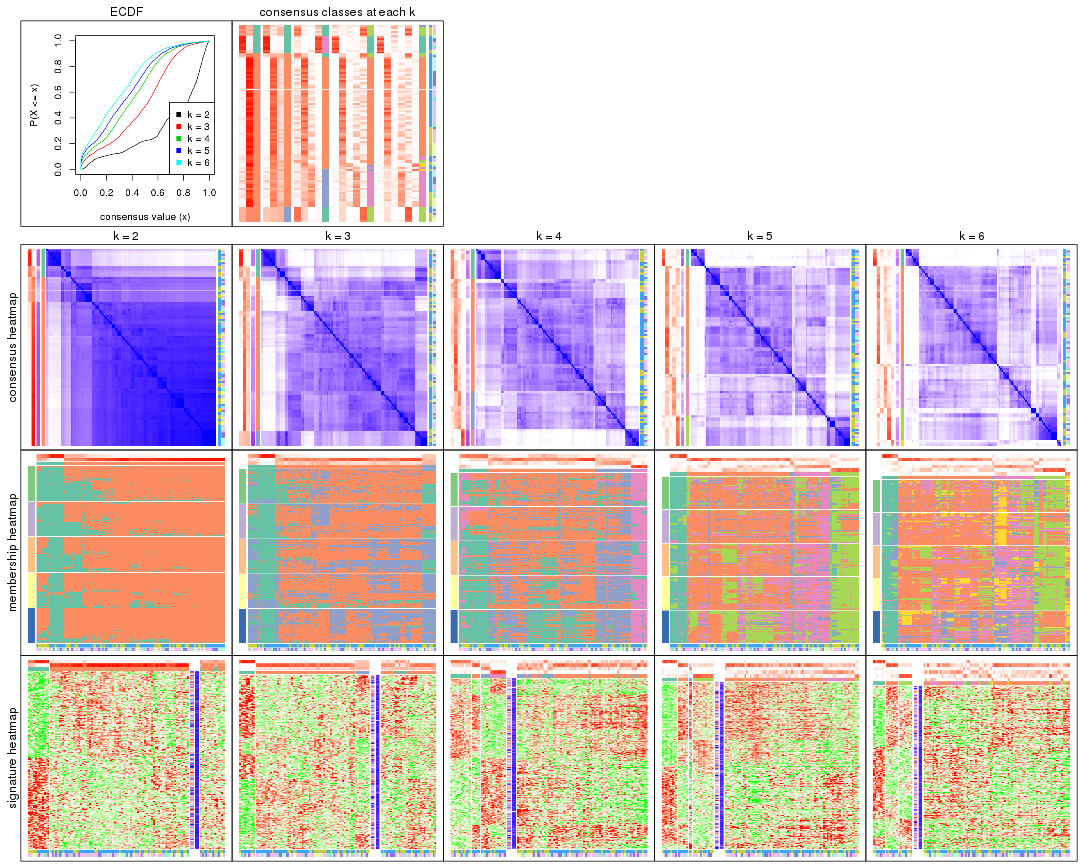 ECDF
consensus classes at each k
P(X <= x)
0.0 0.2 0.4 0.6 0.8 1.0
0.0 0.2 0.4 0.6 0.8 1.0
k = 2
k = 3
k = 4
k = 5
k = 6
consensus value (x)
k = 2
k = 3
k = 4
k = 5
k = 6
consensus heatmap
membership heatmap
signature heatmap